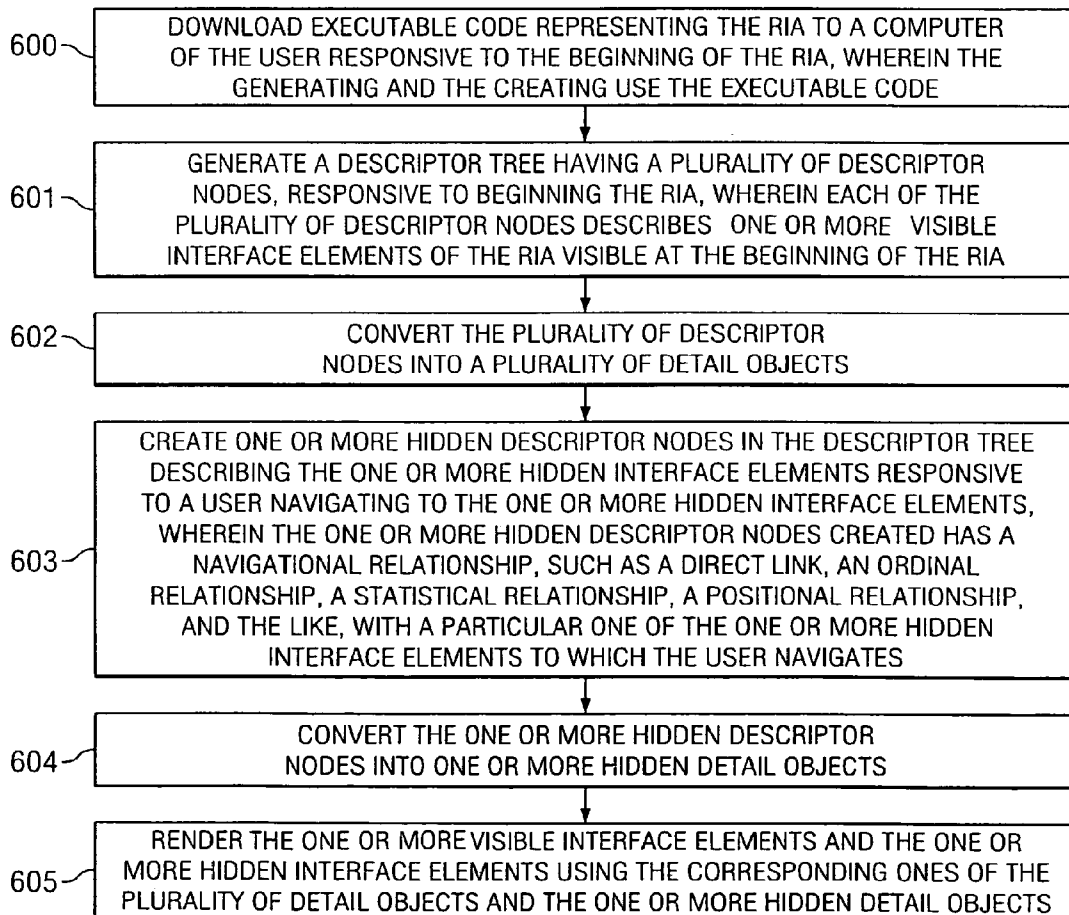 600
DOWNLOAD EXECUTABLE CODE REPRESENTING THE RIA TO A COMPUTER
OF THE USER RESPONSIVE TO THE BEGINNING OF THE RIA, WHEREIN THE
GENERATING AND THE CREATING USE THE EXECUTABLE CODE
601
GENERATE A DESCRIPTOR TREE HAVING A PLURALITY OF DESCRIPTOR
NODES, RESPONSIVE TO BEGINNING THE RIA, WHEREIN EACH OF THE
PLURALITY OF DESCRIPTOR NODES DESCRIBES ONE OR MORE VISIBLE
INTERFACE ELEMENTS OF THE RIA VISIBLE AT THE BEGINNING OF THE RIA
602
CONVERT THE PLURALITY OF DESCRIPTOR
NODES INTO A PLURALITY OF DETAIL OBJECTS
603
CREATE ONE OR MORE HIDDEN DESCRIPTOR NODES IN THE DESCRIPTOR TREE
DESCRIBING THE ONE OR MORE HIDDEN INTERFACE ELEMENTS RESPONSIVE
TO A USER NAVIGATING TO THE ONE OR MORE HIDDEN INTERFACE ELEMENTS,
WHEREIN THE ONE OR MORE HIDDEN DESCRIPTOR NODES CREATED HAS A
NAVIGATIONAL RELATIONSHIP, SUCH AS A DIRECT LINK, AN ORDINAL
RELATIONSHIP, A STATISTICAL RELATIONSHIP, A POSITIONAL RELATIONSHIP,
AND THE LIKE, WITH A PARTICULAR ONE OF THE ONE OR MORE HIDDEN
INTERFACE ELEMENTS TO WHICH THE USER NAVIGATES
604
CONVERT THE ONE OR MORE HIDDEN DESCRIPTOR
NODES INTO ONE OR MORE HIDDEN DETAIL OBJECTS
605
RENDER THE ONE OR MORE VISIBLE INTERFACE ELEMENTS AND THE ONE OR
MORE HIDDEN INTERFACE ELEMENTS USING THE CORRESPONDING ONES OF THE
PLURALITY OF DETAIL OBJECTS AND THE ONE OR MORE HIDDEN DETAIL OBJECTS